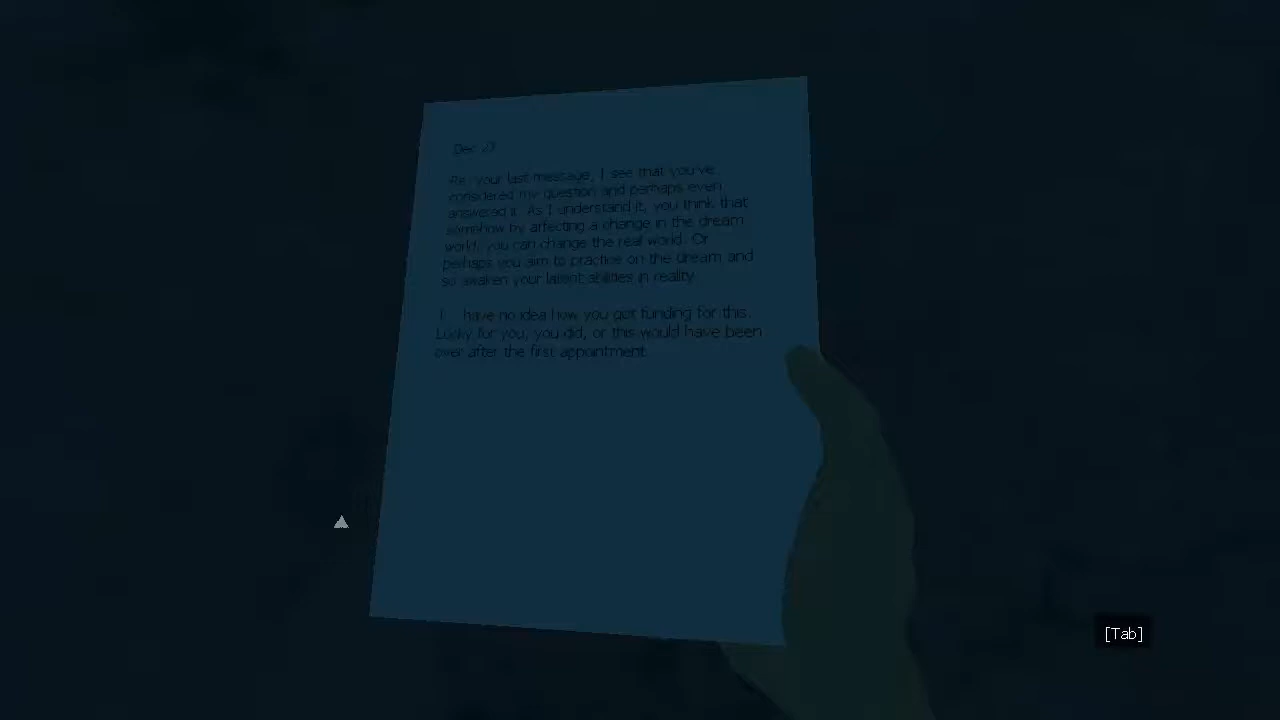 Dec 23
Re: your last message, I see that you've
considered my question and perhaps even
answered it. As I understand it, you think that
somehow by affecting a change in the dream
world, you can change the real world. Or
perhaps you aim to practice on the dream and
so awaken your latent abilities in reality.
I have no idea how you got funding for this.
Lucky for you, you did, or this would have been
over after the first appointment.
[Tab]